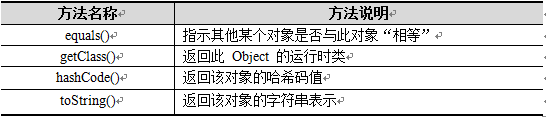 方法名称 方法说明
equals() 指示其他某个对象是否与此对象“相等”
getClass() 返回此 Object 的运行时类
hashCode() 返回该对象的哈希码值
toString() 返回该对象的字符串表示